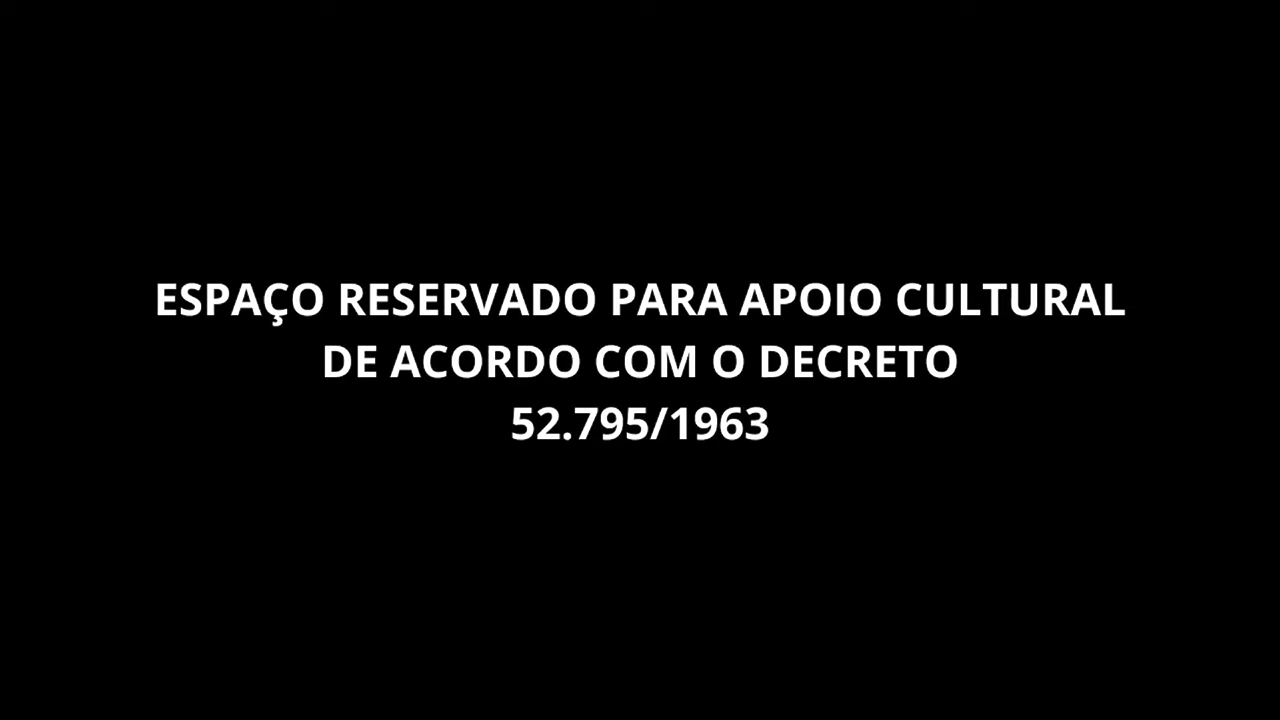 ESPAÇO RESERVADO PARA APOIO CULTURAL
DE ACORDO COM O DECRETO
52.795/1963